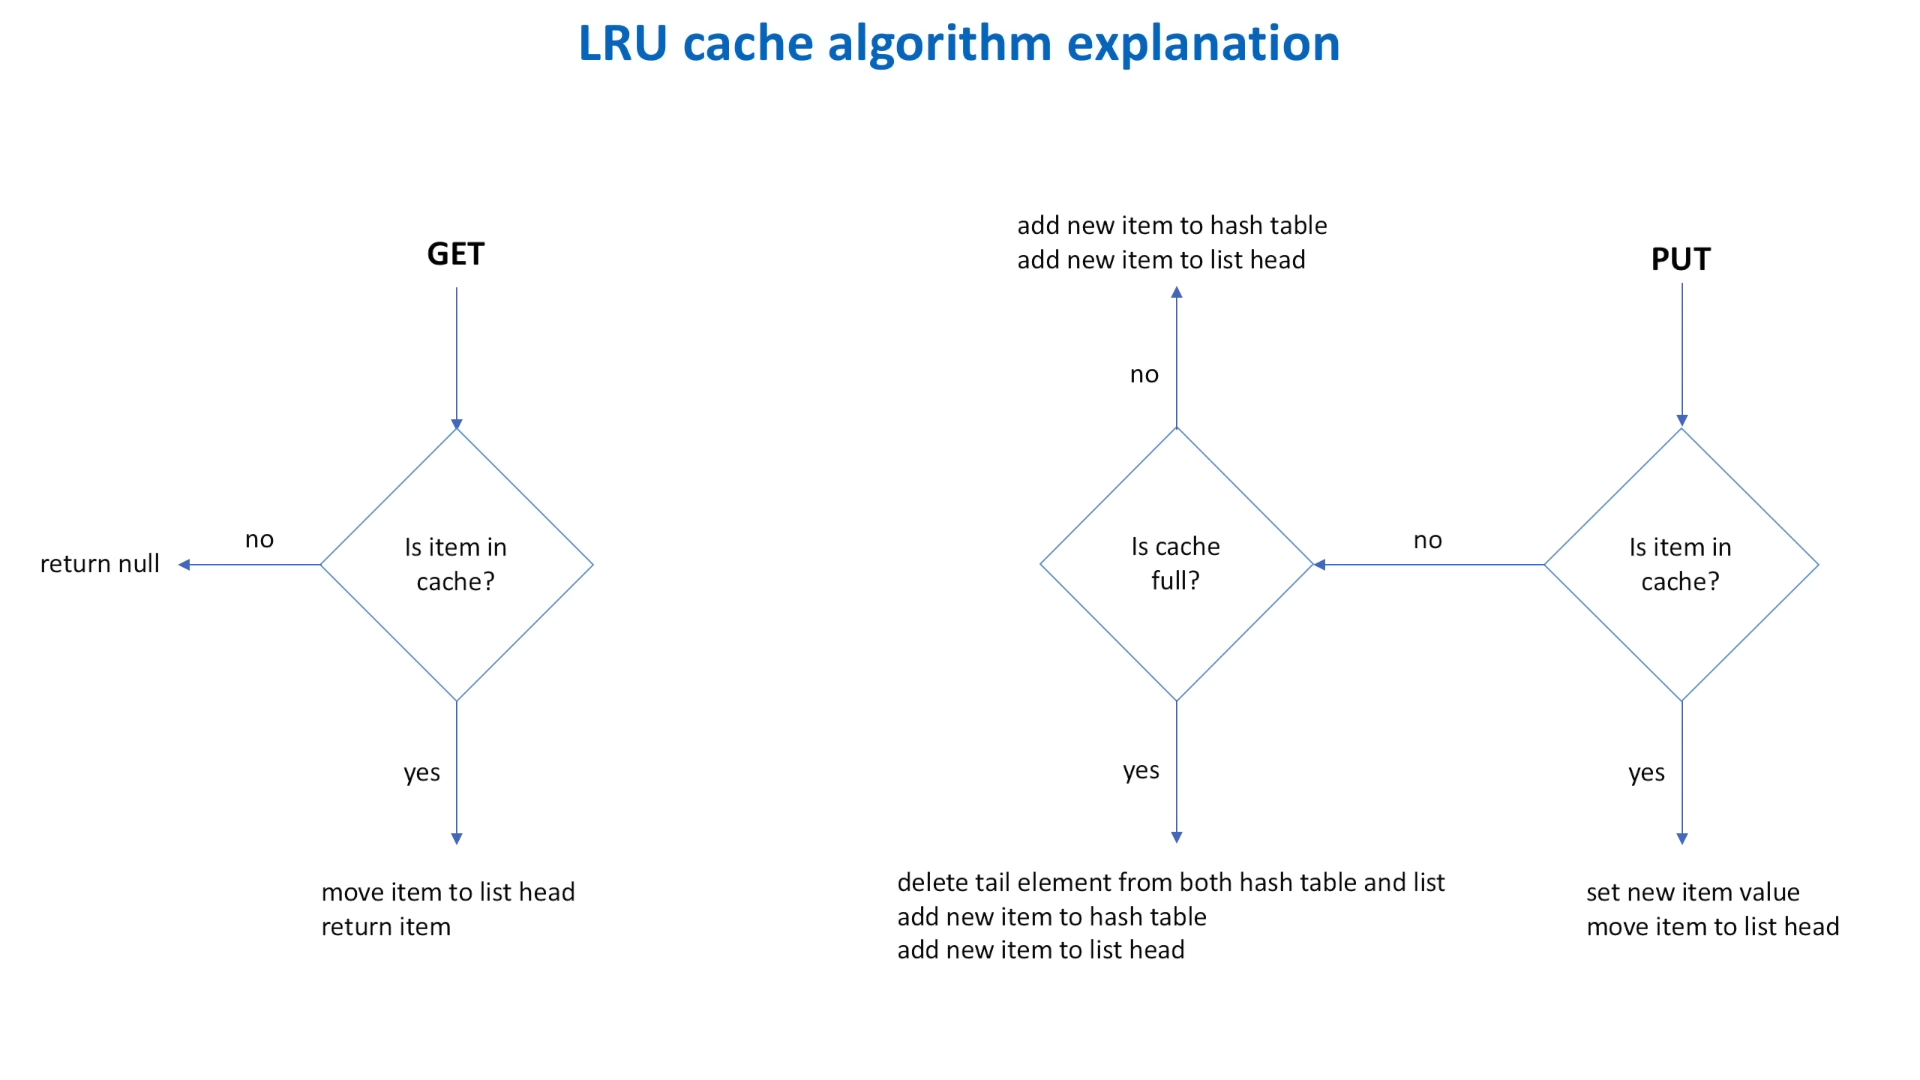 LRU cache algorithm explanation
GET
Is item in
cache?
no
return null
yes
move item to list head
return item
PUT
Is item in
cache?
no
yes
set new item value
move item to list head
Is cache
full?
no
add new item to hash table
add new item to list head
yes
delete tail element from both hash table and list
add new item to hash table
add new item to list head